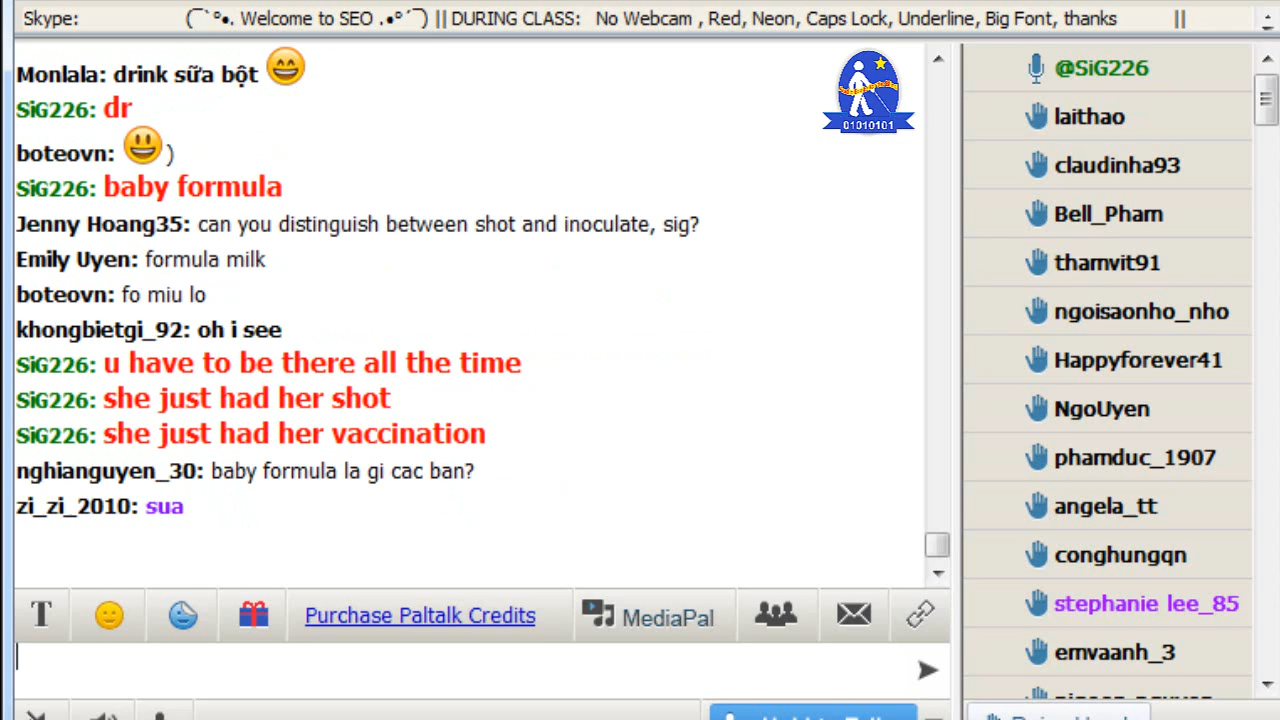 Skype: (¯`°•. Welcome to SEO .•°´¯) || DURING CLASS: No Webcam , Red, Neon, Caps Lock, Underline, Big Font, thanks ||
Monlala: drink sữa bột
SiG226: dr
boteovn: )
SiG226: baby formula
Jenny Hoang35: can you distinguish between shot and inoculate, sig?
Emily Uyen: formula milk
boteovn: fo miu lo
khongbietgi_92: oh i see
SiG226: u have to be there all the time
SiG226: she just had her shot
SiG226: she just had her vaccination
nghianguyen_30: baby formula la gi cac ban?
zi_zi_2010: sua
01010101
@SiG226
laithao
claudinha93
Bell_Pham
thamvit91
ngoisaonho_nho
Happyforever41
NgoUyen
phamduc_1907
angela_tt
conghungqn
stephanie lee_85
emvaanh_3
T
Purchase Paltalk Credits
MediaPal